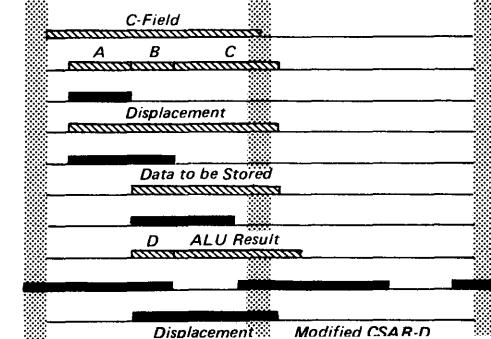 C-Field
A B C
Displacement
Data to be Stored
D ALU Result
Displacement Modified CSAR-D